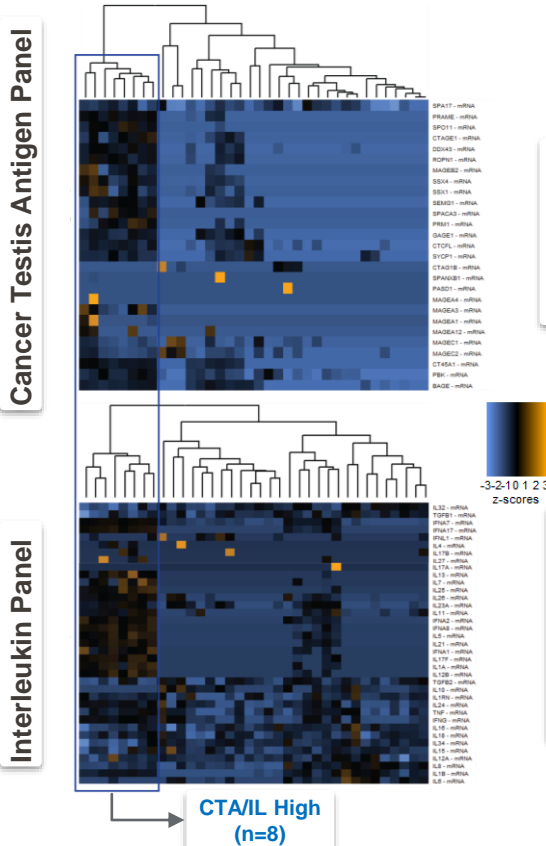 Cancer Testis Antigen Panel
SPA17 - mRNA
PRAME - mRNA
SPO11 - mRNA
CTAGE1 - mRNA
DDX43 - mRNA
ROPN1 - mRNA
MAGEB2 - mRNA
SSX4 - mRNA
SSX1 - mRNA
SEMG1 - mRNA
SPACA3 - mRNA
PRM1 - mRNA
GAGE1 - mRNA
CTCFL - mRNA
SYCP1 - mRNA
CTAG1B - mRNA
SPANXB1 - mRNA
PASD1 - mRNA
MAGEA4 - mRNA
MAGEA3 - mRNA
MAGEA1 - mRNA
MAGEA12 - mRNA
MAGEC1 - mRNA
MAGEC2 - mRNA
CT45A1 - mRNA
PBK - mRNA
BAGE - mRNA
-3-2-1 0 1 2 3
z-scores
Interleukin Panel
IL32 - mRNA
TGFB1 - mRNA
IFNA7 - mRNA
IFNA17 - mRNA
IFNL1 - mRNA
IL4 - mRNA
IL17B - mRNA
IL27 - mRNA
IL17A - mRNA
IL13 - mRNA
IL7 - mRNA
IL25 - mRNA
IL26 - mRNA
IL23A - mRNA
IL11 - mRNA
IFNA2 - mRNA
IFNA8 - mRNA
IL5 - mRNA
IL21 - mRNA
IFNA1 - mRNA
IL17F - mRNA
IL1A - mRNA
IL12B - mRNA
TGFB2 - mRNA
IL10 - mRNA
IL1RN - mRNA
IL24 - mRNA
TNF - mRNA
IFNG - mRNA
IL16 - mRNA
IL18 - mRNA
IL34 - mRNA
IL15 - mRNA
IL12A - mRNA
IL8 - mRNA
IL1B - mRNA
IL6 - mRNA
CTA/IL High
(n=8)